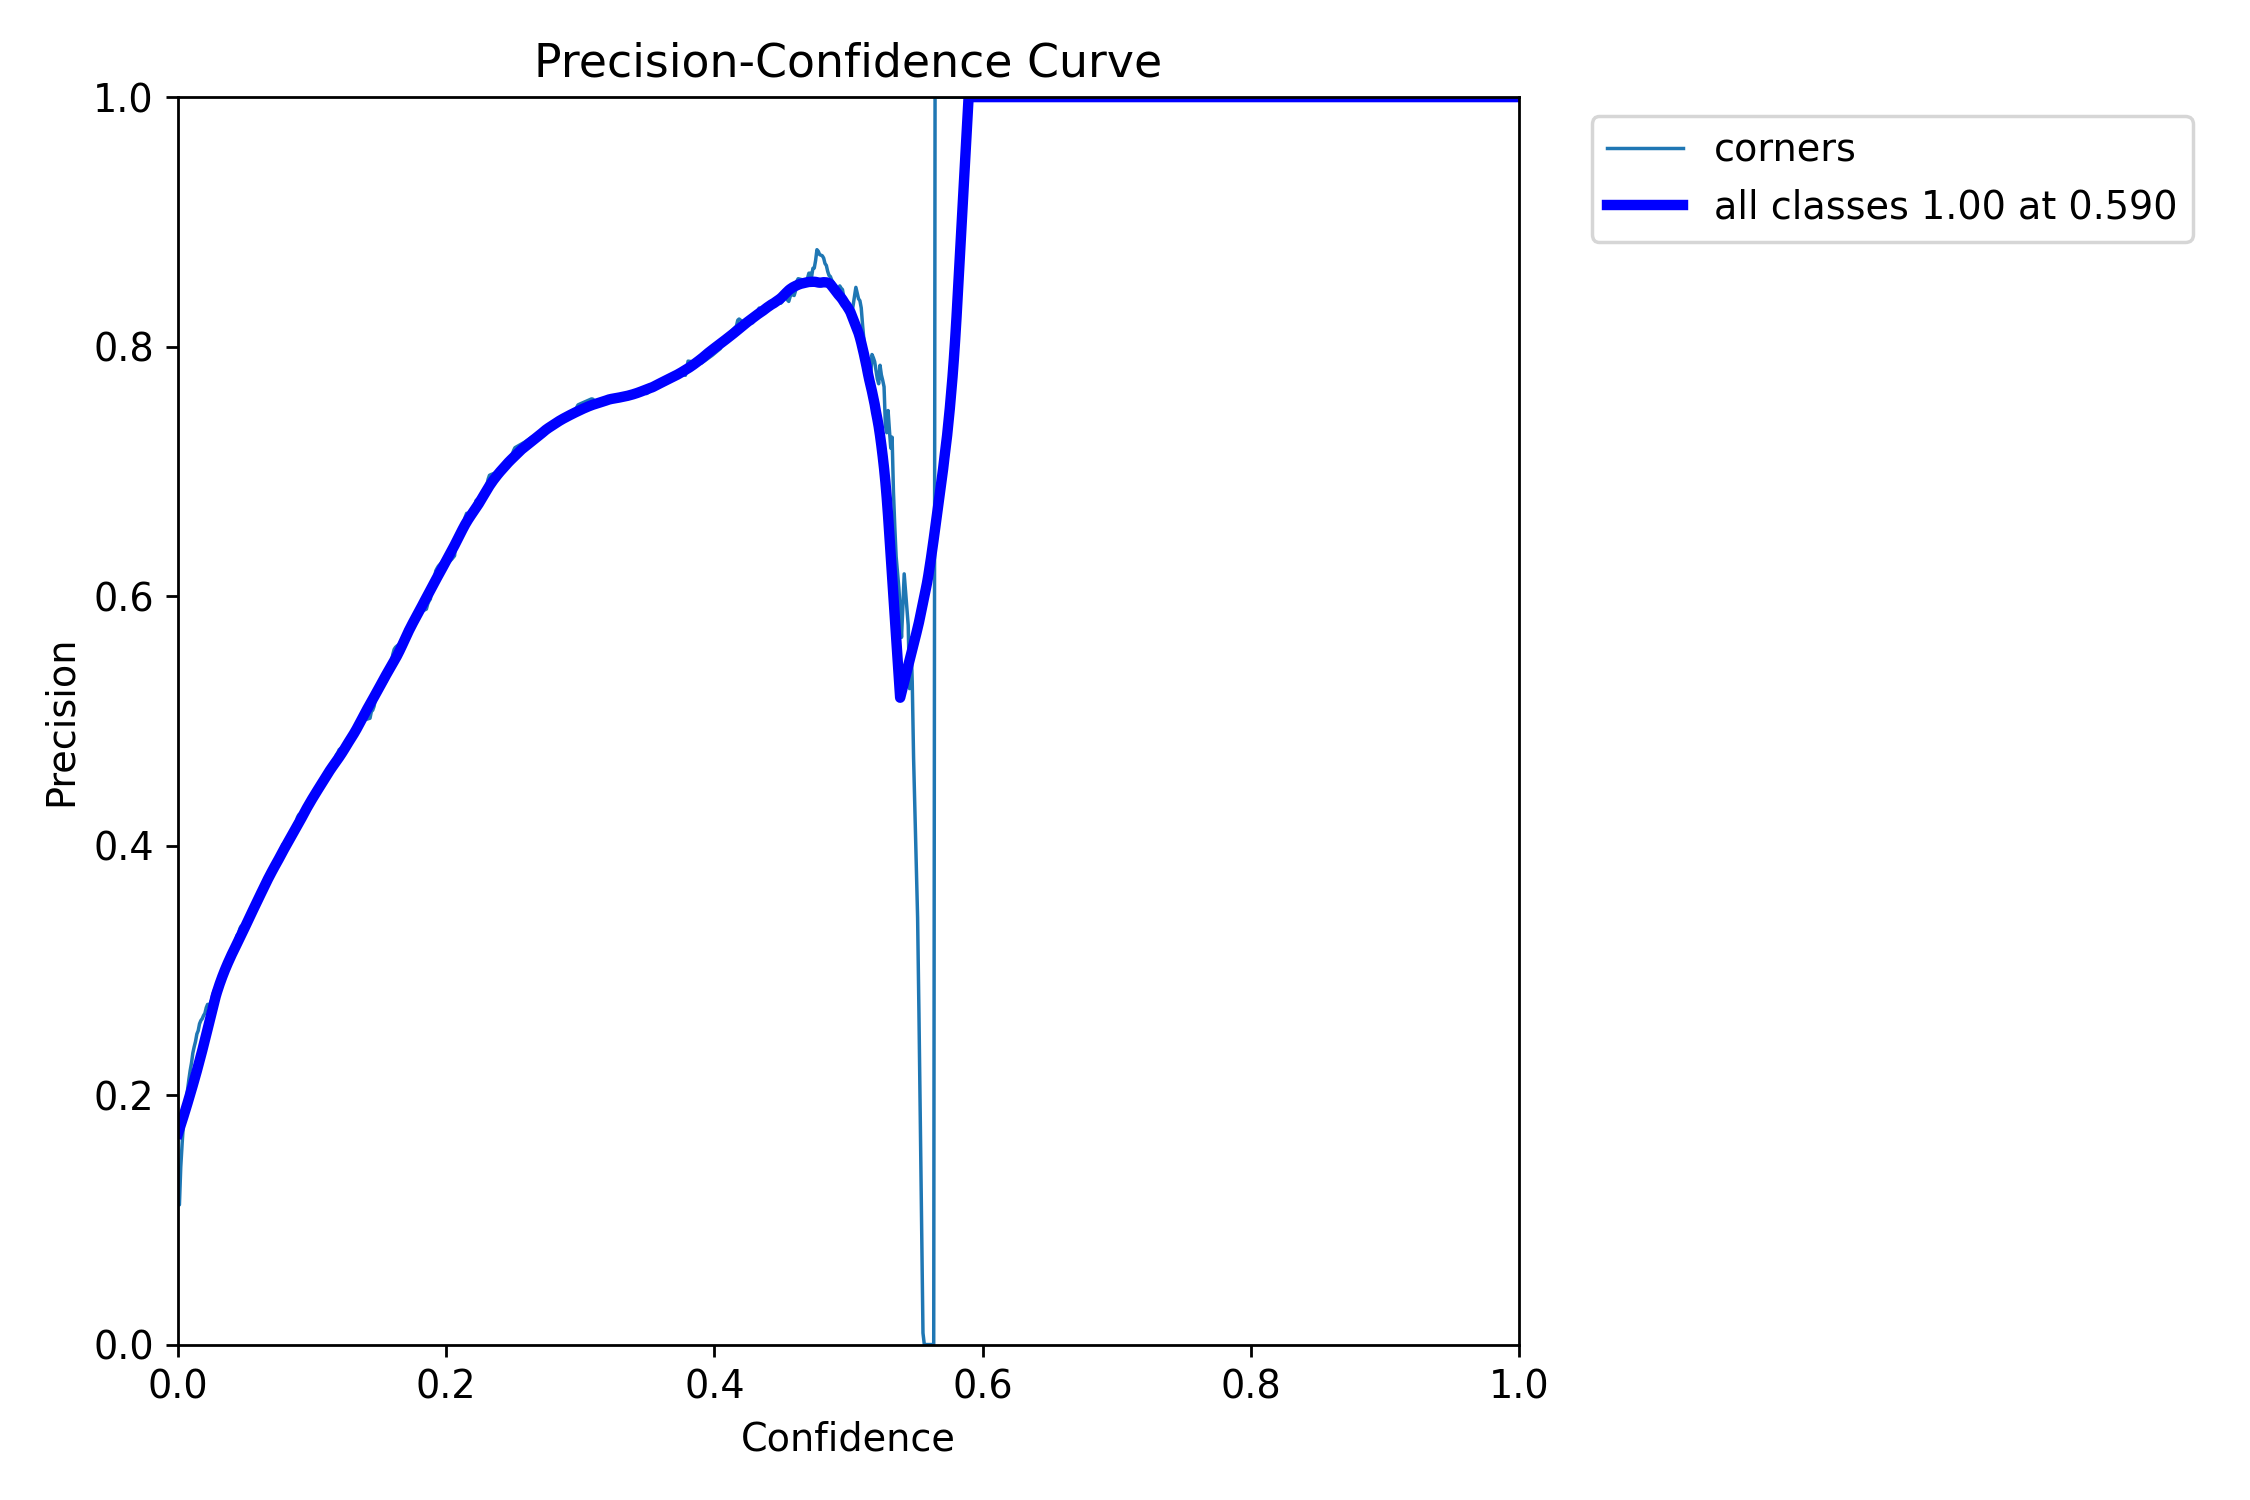 Precision-Confidence Curve
1.0
0.8
0.6
0.4
0.2
0.0
Precision
0.0 0.2 0.4 0.6 0.8 1.0
Confidence
corners
all classes 1.00 at 0.590